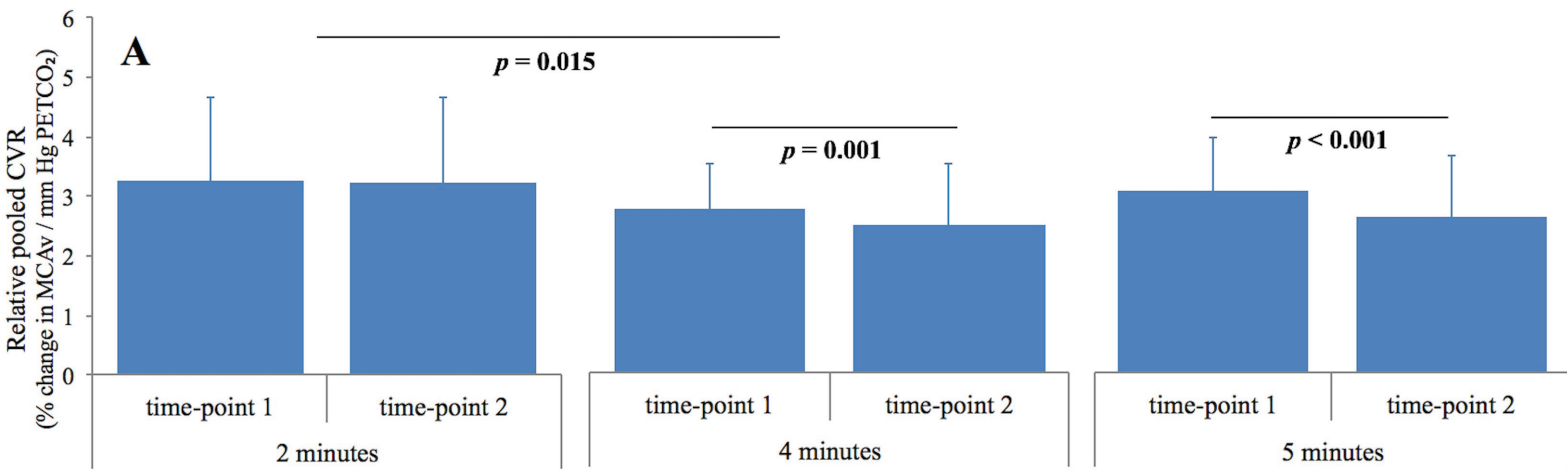 A
Relative pooled CVR
(% change in MCAv / mm Hg PETCO₂)
6
5
4
3
2
1
0
p = 0.015
p = 0.001
p < 0.001
time-point 1 time-point 2 time-point 1 time-point 2 time-point 1 time-point 2
2 minutes 4 minutes 5 minutes